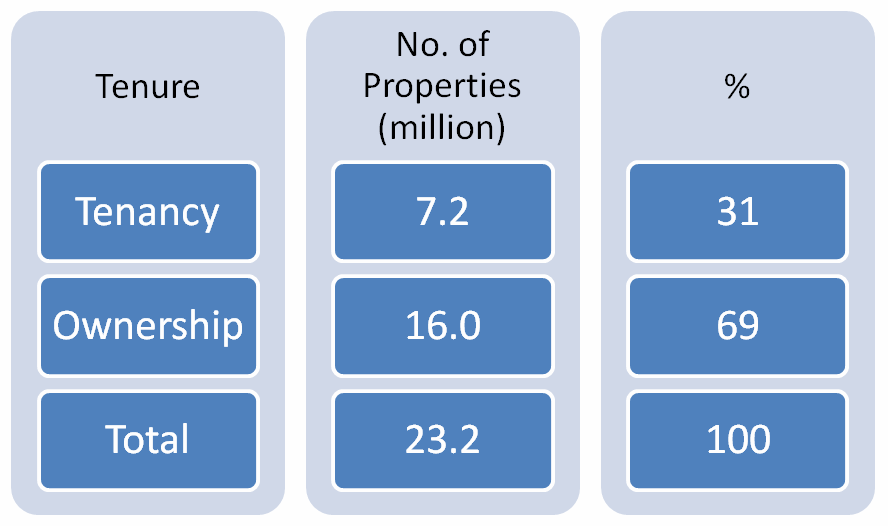 Tenure
No. of
Properties
(million)
%
Tenancy
7.2
31
Ownership
16.0
69
Total
23.2
100